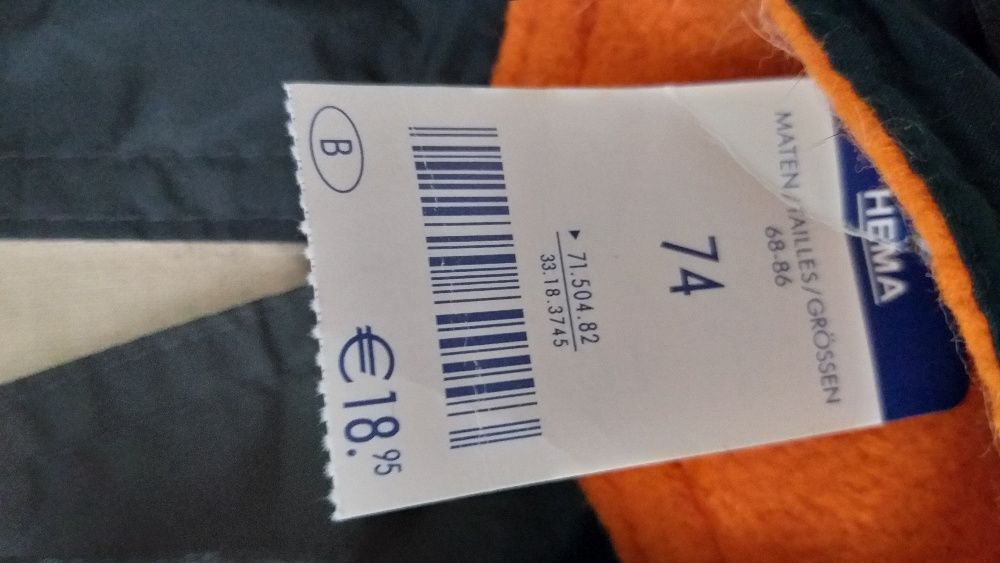 HEMA
MATEN/TAILLES/GRÖSSEN
68-86
74
71.504.82
33.18.3745
B
€18.95